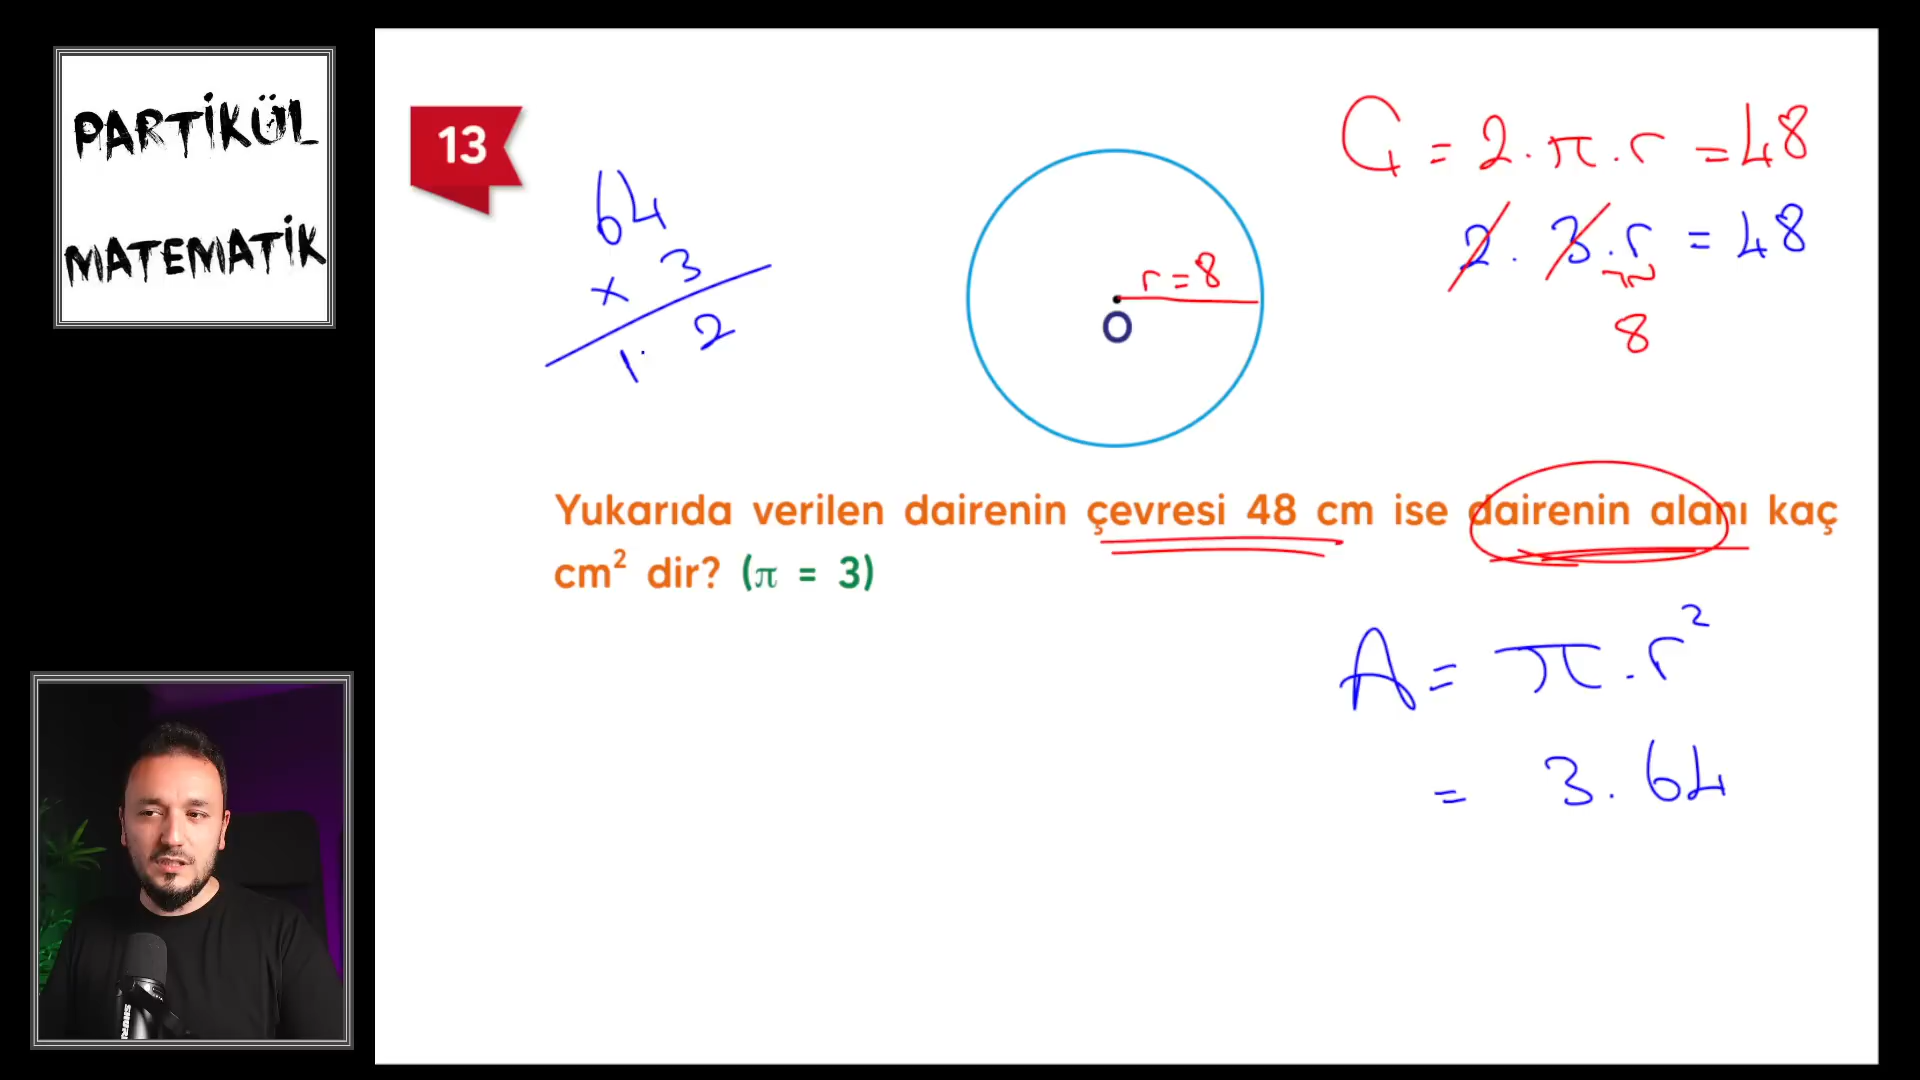 PARTİKÜL
MATEMATİK
13
64
x 3
1 2
r = 8
O
Ç = 2 . π . r = 48
2 . 3 . r = 48
8
Yukarıda verilen dairenin çevresi 48 cm ise dairenin alanı kaç
cm² dir? (π = 3)
A = π . r²
= 3 . 64
SHURE